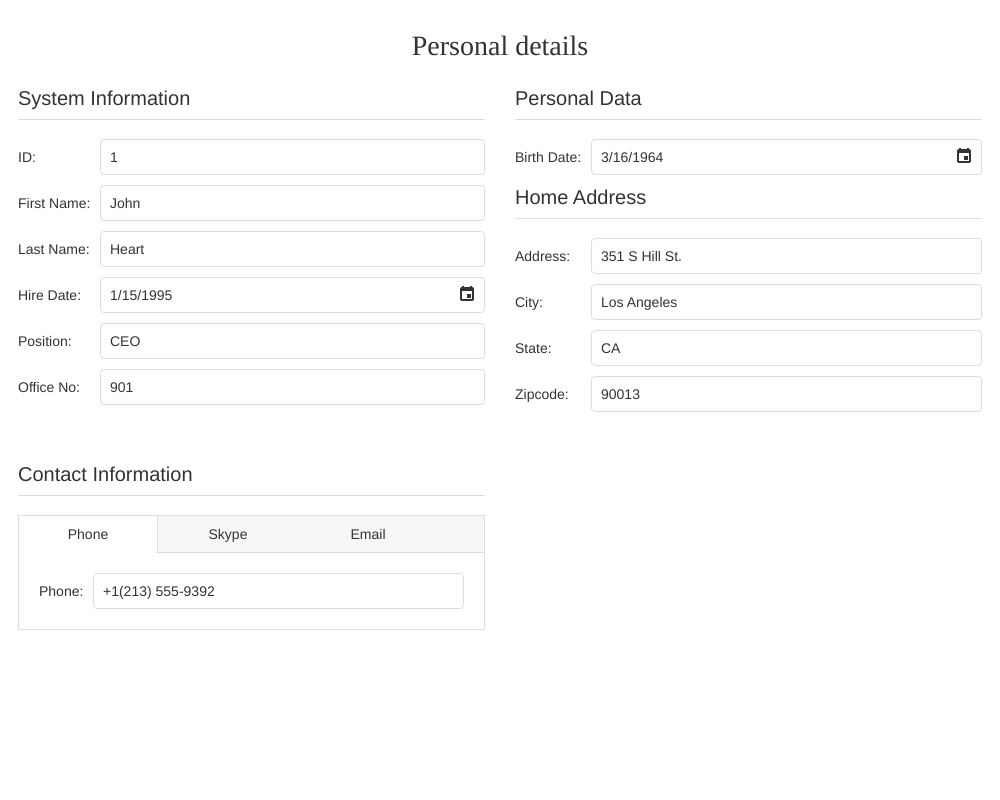 Personal details
System Information
ID: 1
First Name: John
Last Name: Heart
Hire Date: 1/15/1995
Position: CEO
Office No: 901
Personal Data
Birth Date: 3/16/1964
Home Address
Address: 351 S Hill St.
City: Los Angeles
State: CA
Zipcode: 90013
Contact Information
Phone Skype Email
Phone: +1(213) 555-9392